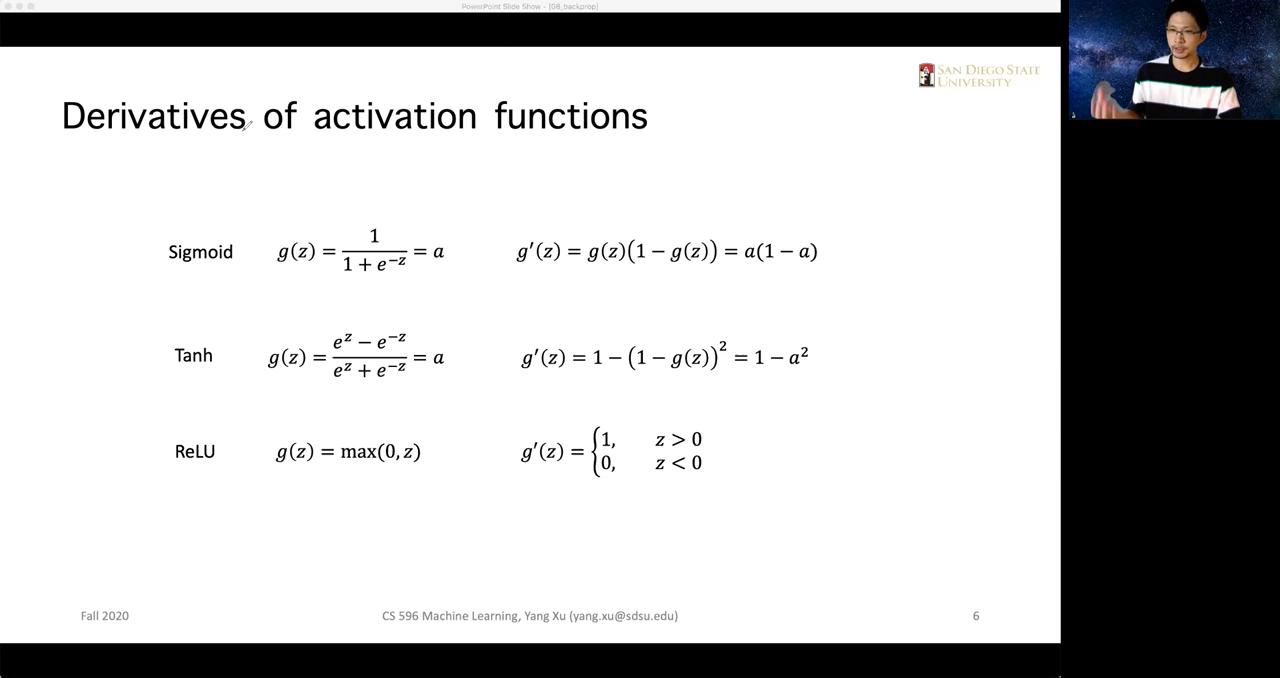 PowerPoint Slide Show - [G6_backprop]
SAN DIEGO STATE
UNIVERSITY
Derivatives of activation functions
Sigmoid g(z) = 1 / (1 + e^{−z}) = a g′(z) = g(z)(1 − g(z)) = a(1 − a)
Tanh g(z) = (e^z − e^{−z}) / (e^z + e^{−z}) = a g′(z) = 1 − (1 − g(z))^2 = 1 − a^2
ReLU g(z) = max(0, z) g′(z) = { 1, z > 0
0, z < 0
Fall 2020 CS 596 Machine Learning, Yang Xu (yang.xu@sdsu.edu) 6